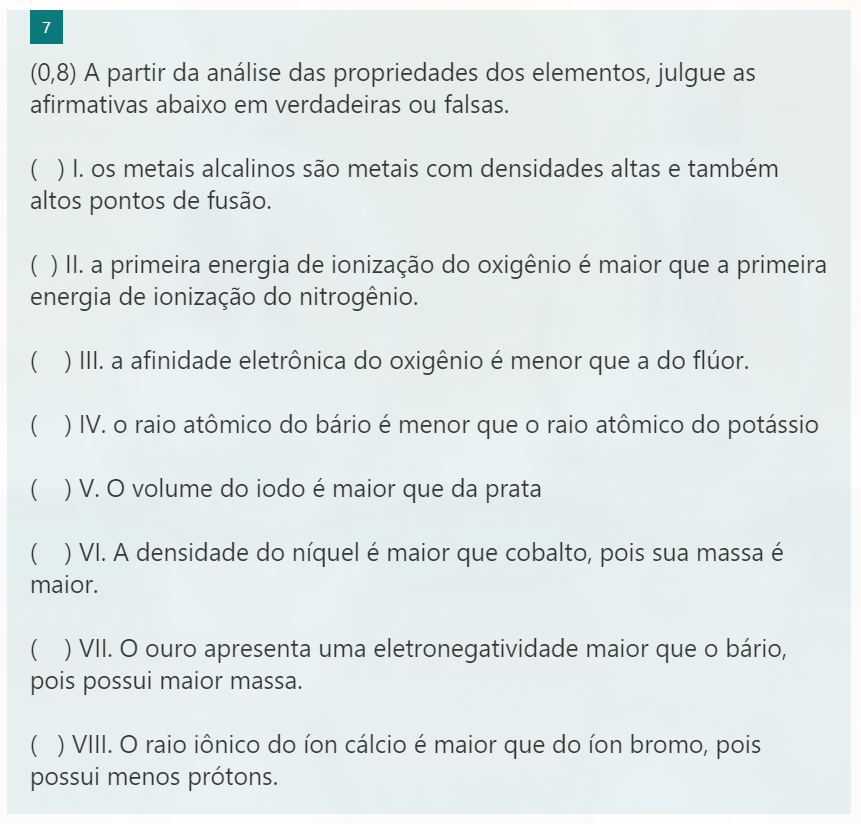 7
(0,8) A partir da análise das propriedades dos elementos, julgue as
afirmativas abaixo em verdadeiras ou falsas.
(   ) I. os metais alcalinos são metais com densidades altas e também
altos pontos de fusão.
(  ) II. a primeira energia de ionização do oxigênio é maior que a primeira
energia de ionização do nitrogênio.
(    ) III. a afinidade eletrônica do oxigênio é menor que a do flúor.
(    ) IV. o raio atômico do bário é menor que o raio atômico do potássio
(    ) V. O volume do iodo é maior que da prata
(    ) VI. A densidade do níquel é maior que cobalto, pois sua massa é
maior.
(    ) VII. O ouro apresenta uma eletronegatividade maior que o bário,
pois possui maior massa.
(   ) VIII. O raio iônico do íon cálcio é maior que do íon bromo, pois
possui menos prótons.